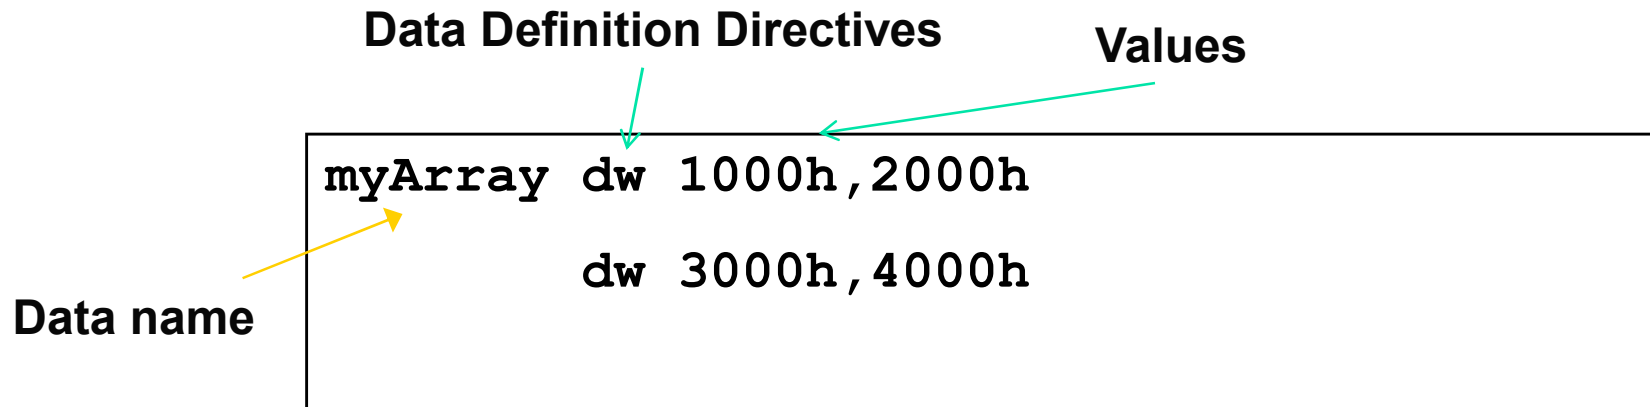 Data Definition Directives
Values
myArray dw 1000h,2000h
dw 3000h,4000h
Data name